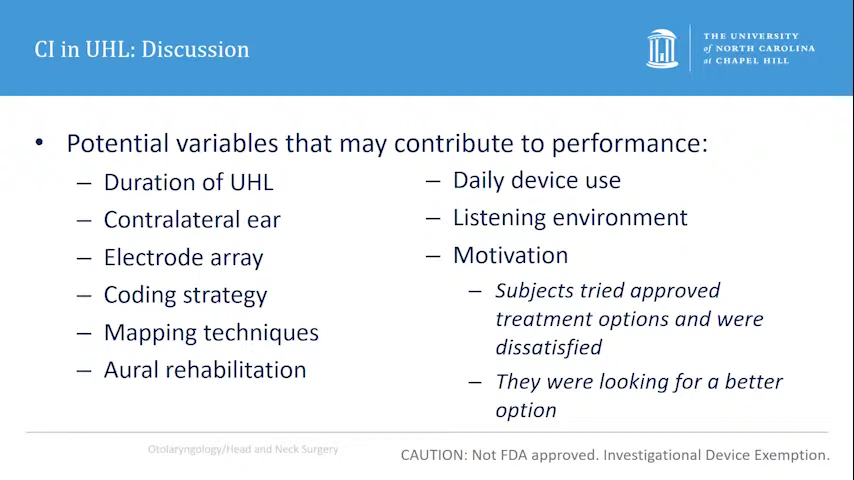 CI in UHL: Discussion
THE UNIVERSITY
of NORTH CAROLINA
at CHAPEL HILL
• Potential variables that may contribute to performance:
– Duration of UHL
– Contralateral ear
– Electrode array
– Coding strategy
– Mapping techniques
– Aural rehabilitation
– Daily device use
– Listening environment
– Motivation
– Subjects tried approved
treatment options and were
dissatisfied
– They were looking for a better
option
Otolaryngology/Head and Neck Surgery
CAUTION: Not FDA approved. Investigational Device Exemption.